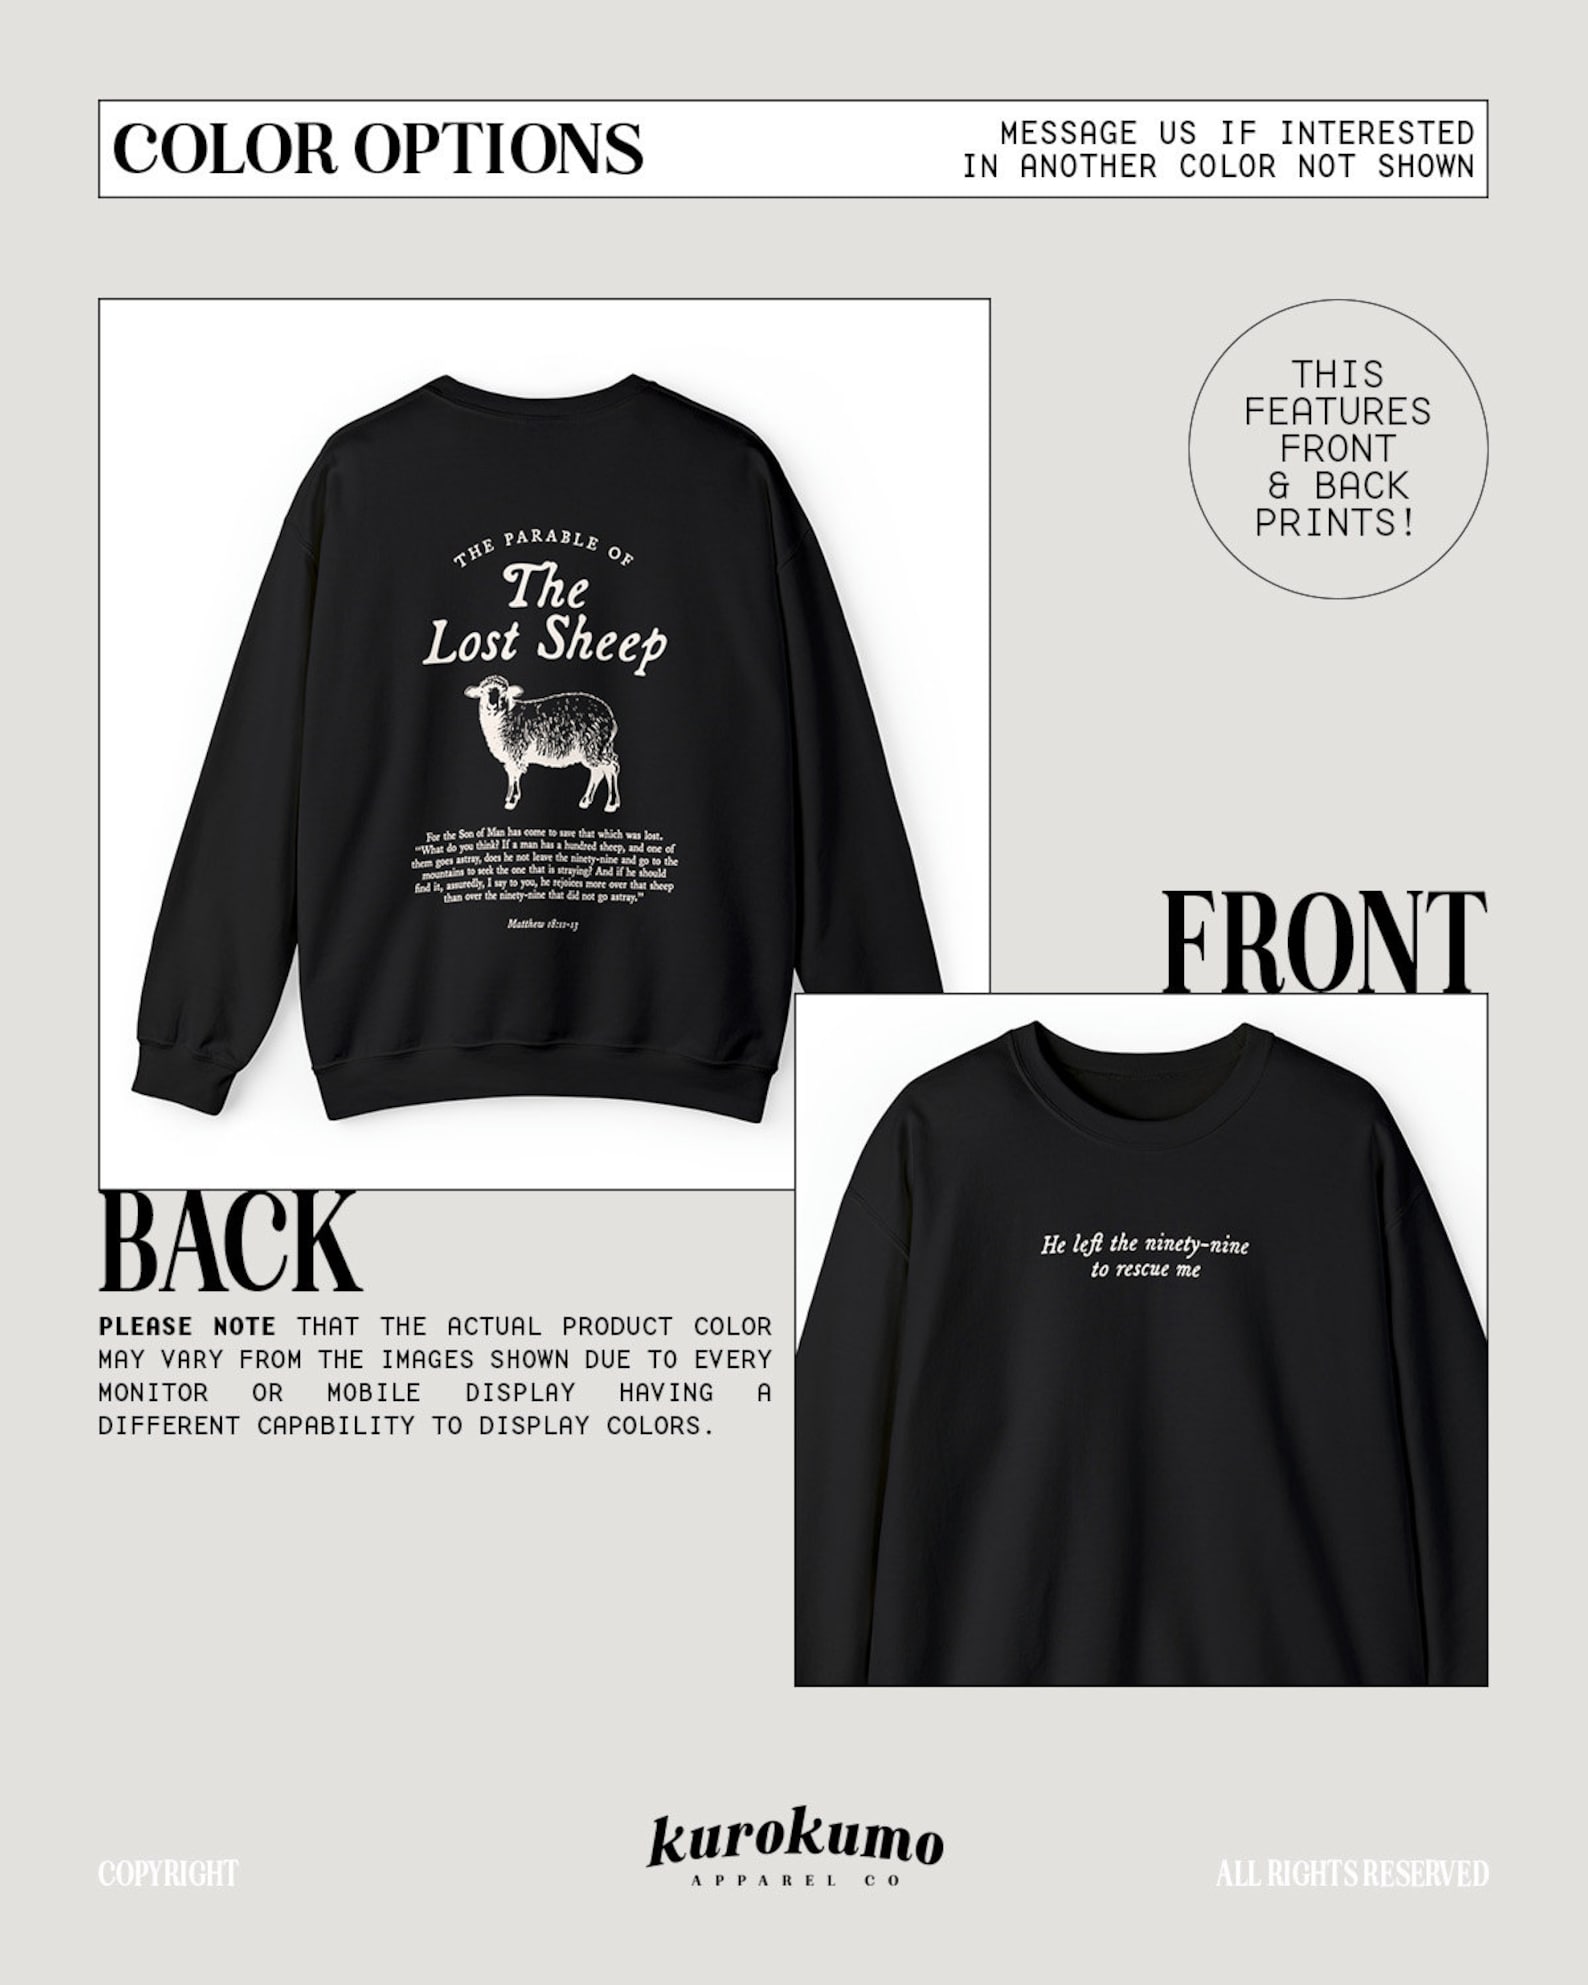 COLOR OPTIONS
MESSAGE US IF INTERESTED
IN ANOTHER COLOR NOT SHOWN
THIS
FEATURES
FRONT
& BACK
PRINTS!
THE PARABLE OF
The
Lost Sheep
For the Son of Man has come to save that which was lost.
“What do you think? If a man has a hundred sheep, and one of
them goes astray, does he not leave the ninety-nine and go to the
mountains to seek the one that is straying? And if he should
find it, assuredly, I say to you, he rejoices more over that sheep
than over the ninety-nine that did not go astray.”
Matthew 18:11-13
BACK
FRONT
He left the ninety-nine
to rescue me
PLEASE NOTE THAT THE ACTUAL PRODUCT COLOR
MAY VARY FROM THE IMAGES SHOWN DUE TO EVERY
MONITOR OR MOBILE DISPLAY HAVING A
DIFFERENT CAPABILITY TO DISPLAY COLORS.
kurokumo
APPAREL CO
COPYRIGHT
ALL RIGHTS RESERVED